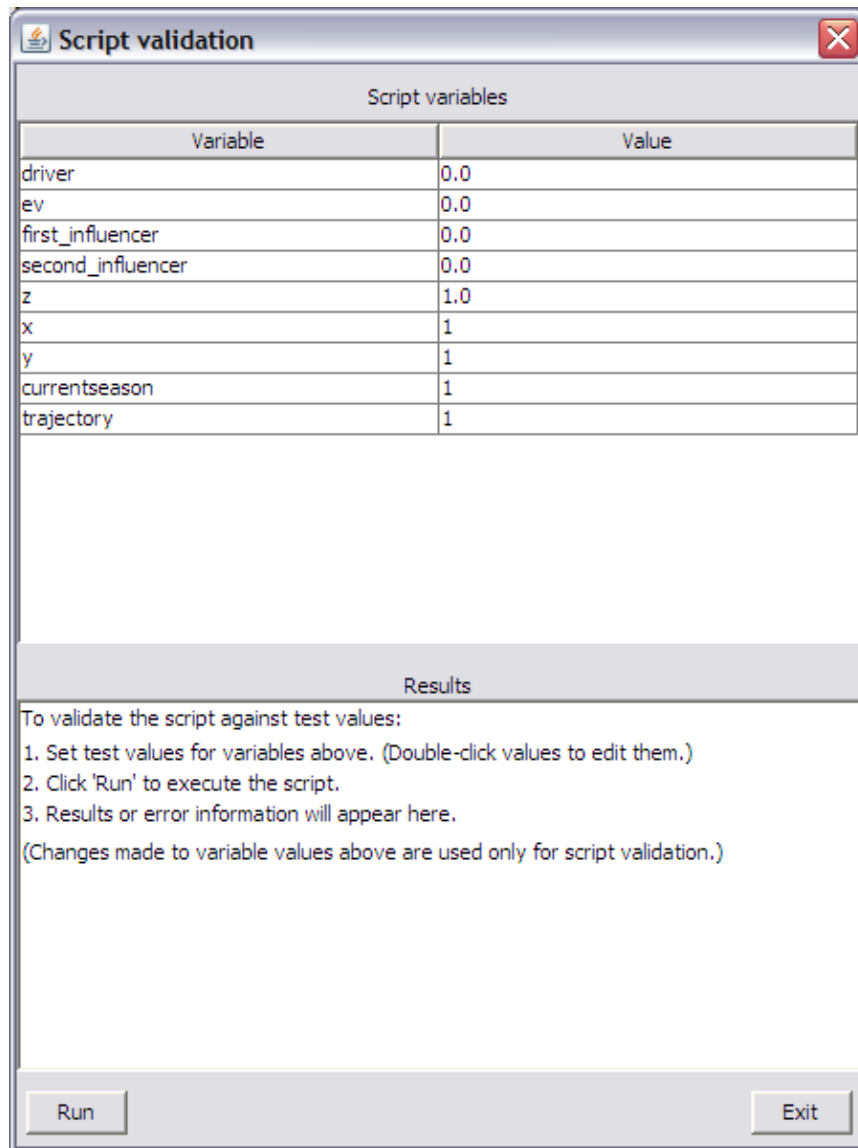 Script validation
Script variables
Variable Value
driver 0.0
ev 0.0
first_influencer 0.0
second_influencer 0.0
z 1.0
x 1
y 1
currentseason 1
trajectory 1
Results
To validate the script against test values:
1. Set test values for variables above. (Double-click values to edit them.)
2. Click 'Run' to execute the script.
3. Results or error information will appear here.
(Changes made to variable values above are used only for script validation.)
Run Exit